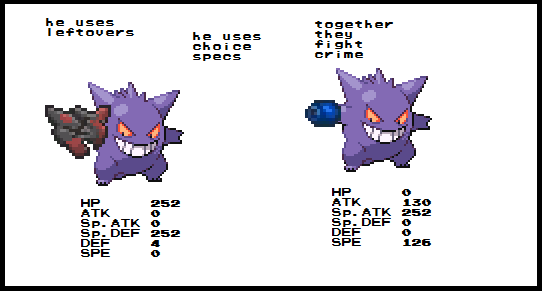 he uses
leftovers
he uses
choice
specs
together
they
fight
crime
HP 252
ATK 0
Sp.ATK 0
Sp.DEF 252
DEF 4
SPE 0
HP 0
ATK 130
Sp.ATK 252
Sp.DEF 0
DEF 0
SPE 126